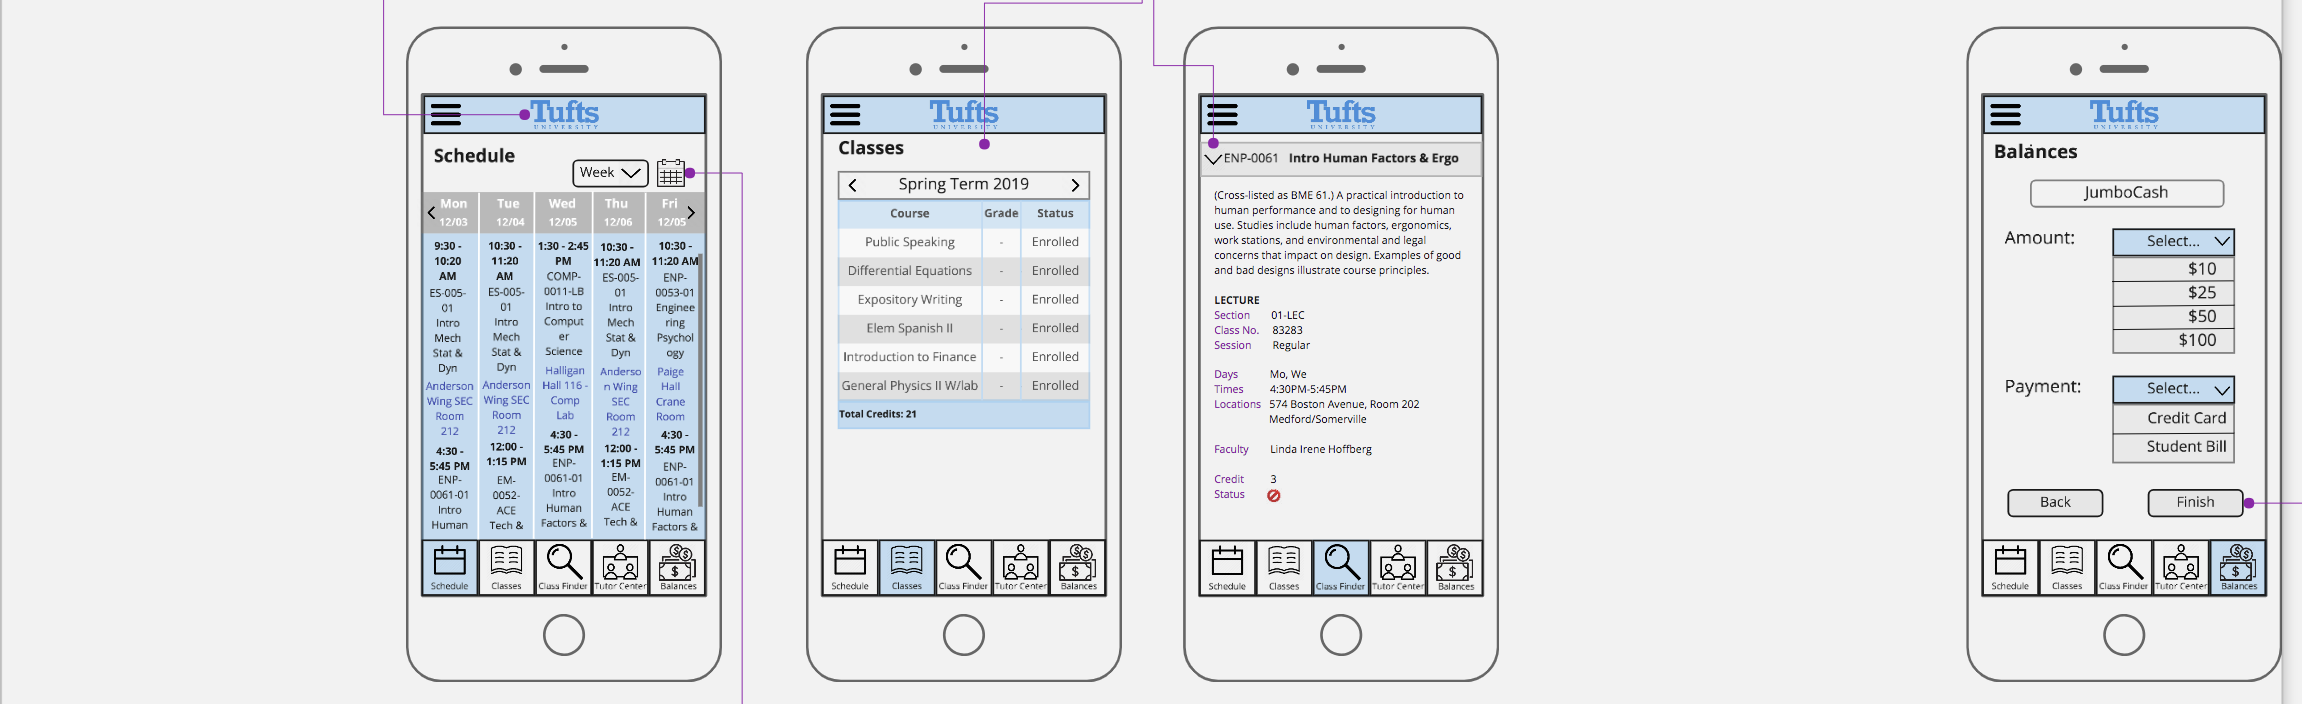 Tufts
UNIVERSITY
Schedule
Week
Mon
12/03
Tue
12/04
Wed
12/05
Thu
12/06
Fri
12/05
9:30 -
10:20
AM
ES-005-
01
Intro
Mech
Stat &
Dyn
Anderson
Wing SEC
Room
212
4:30 -
5:45 PM
ENP-
0061-01
Intro
Human
10:30 -
11:20
AM
ES-005-
01
Intro
Mech
Stat &
Dyn
Anderson
Wing SEC
Room
212
12:00 -
1:15 PM
EM-
0052-
ACE
Tech &
1:30 - 2:45
PM
COMP-
0011-LB
Intro to
Comput
er
Science
Halligan
Hall 116 -
Comp
Lab
4:30 -
5:45 PM
ENP-
0061-01
Intro
Human
Factors &
10:30 -
11:20 AM
ES-005-
01
Intro
Mech
Stat &
Dyn
Anderso
n Wing
SEC
Room
212
12:00 -
1:15 PM
EM-
0052-
ACE
Tech &
10:30 -
11:20 AM
ENP-
0053-01
Enginee
ring
Psychol
ogy
Paige
Hall
Crane
Room
4:30 -
5:45 PM
ENP-
0061-01
Intro
Human
Factors &
Schedule
Classes
Class Finder
Tutor Center
Balances
Tufts
UNIVERSITY
Classes
Spring Term 2019
Course Grade Status
Public Speaking - Enrolled
Differential Equations - Enrolled
Expository Writing - Enrolled
Elem Spanish II - Enrolled
Introduction to Finance - Enrolled
General Physics II W/lab - Enrolled
Total Credits: 21
Schedule
Classes
Class Finder
Tutor Center
Balances
Tufts
UNIVERSITY
ENP-0061 Intro Human Factors & Ergo
(Cross-listed as BME 61.) A practical introduction to
human performance and to designing for human
use. Studies include human factors, ergonomics,
work stations, and environmental and legal
concerns that impact on design. Examples of good
and bad designs illustrate course principles.
LECTURE
Section 01-LEC
Class No. 83283
Session Regular
Days Mo, We
Times 4:30PM-5:45PM
Locations 574 Boston Avenue, Room 202
Medford/Somerville
Faculty Linda Irene Hoffberg
Credit 3
Status
Schedule
Classes
Class Finder
Tutor Center
Balances
Tufts
UNIVERSITY
Balances
JumboCash
Amount: Select...
$10
$25
$50
$100
Payment: Select...
Credit Card
Student Bill
Back
Finish
Schedule
Classes
Class Finder
Tutor Center
Balances